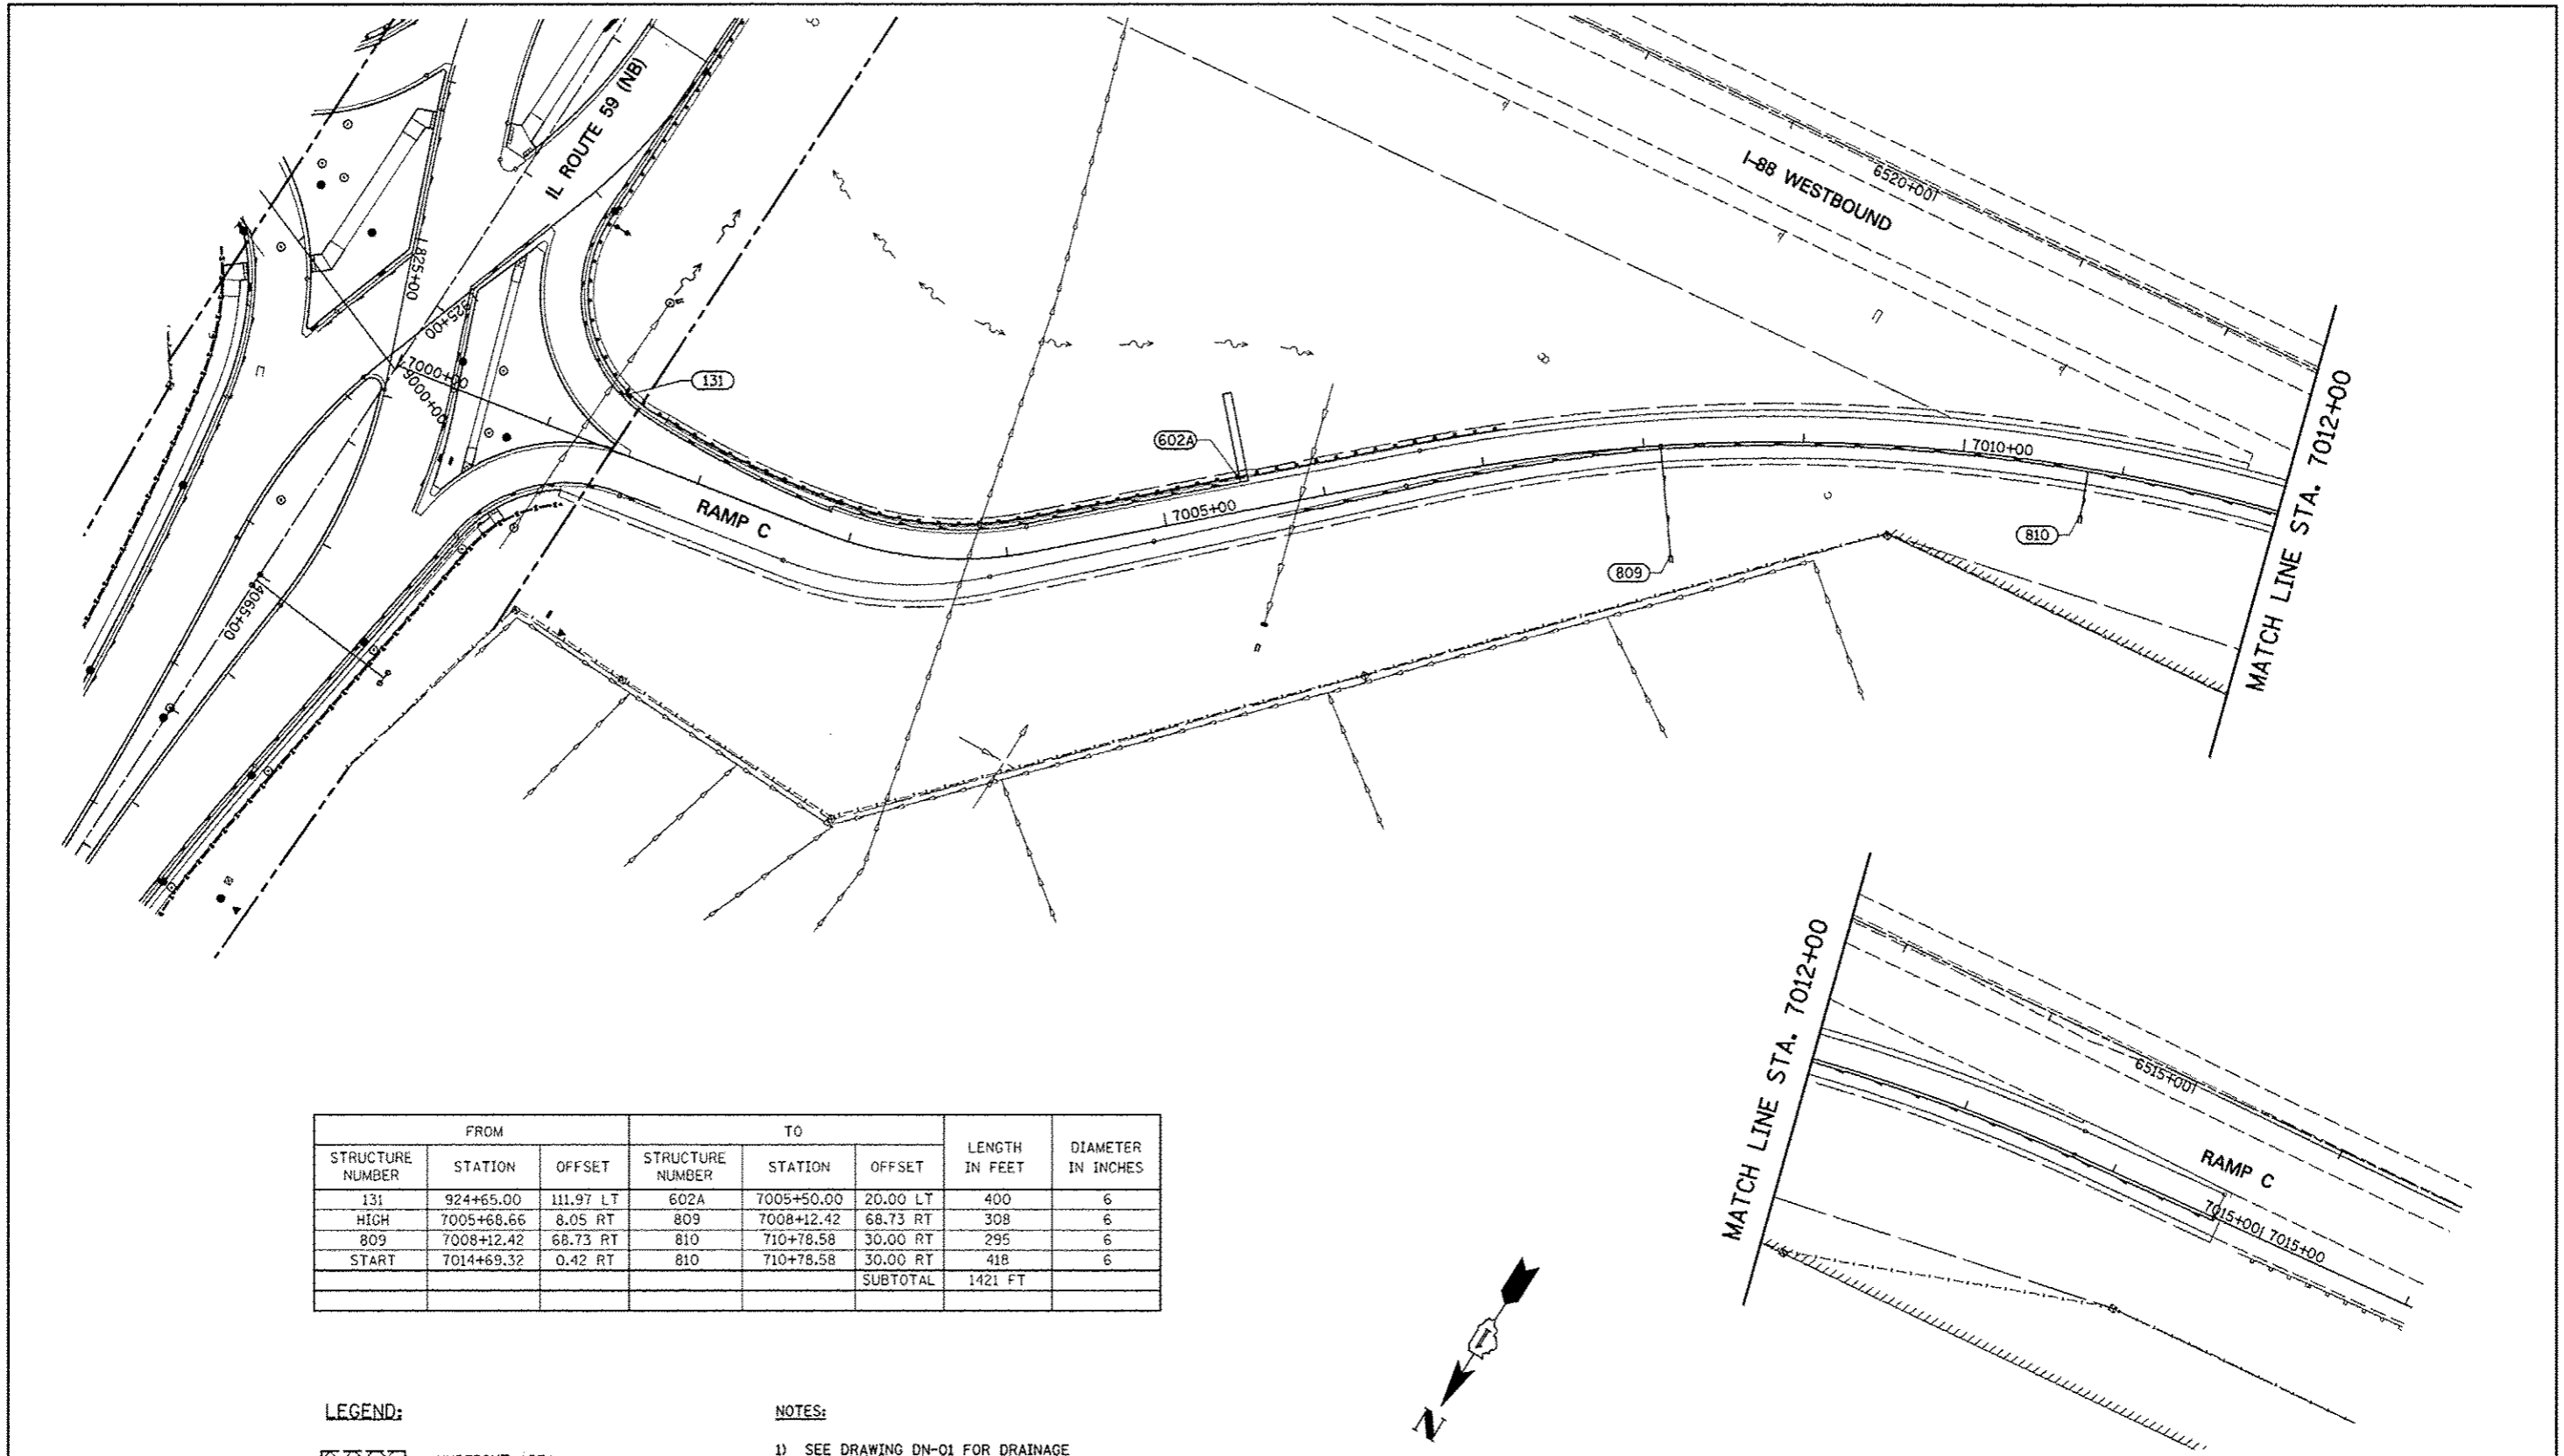 IL ROUTE 59 (NB)
I-88 WESTBOUND
6520+00
825+00
925+00
7000+00
9000+00
131
602A
7005+00
RAMP C
7010+00
809
810
4065+00
MATCH LINE STA. 7012+00
MATCH LINE STA. 7012+00
6515+00
RAMP C
7015+00 7015+00
FROM TO LENGTH IN FEET DIAMETER IN INCHES
STRUCTURE NUMBER STATION OFFSET STRUCTURE NUMBER STATION OFFSET
131 924+65.00 111.97 LT 602A 7005+50.00 20.00 LT 400 6
HIGH 7005+68.66 8.05 RT 809 7008+12.42 68.73 RT 308 6
809 7008+12.42 68.73 RT 810 710+78.58 30.00 RT 295 6
START 7014+69.32 0.42 RT 810 710+78.58 30.00 RT 418 6
SUBTOTAL 1421 FT
N
LEGEND:
NOTES:
1) SEE DRAWING DN-01 FOR DRAINAGE